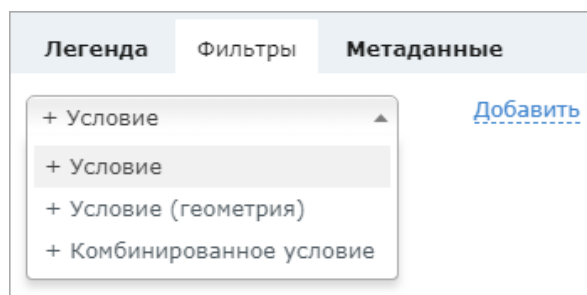 Легенда Фильтры Метаданные
+ Условие Добавить
+ Условие
+ Условие (геометрия)
+ Комбинированное условие